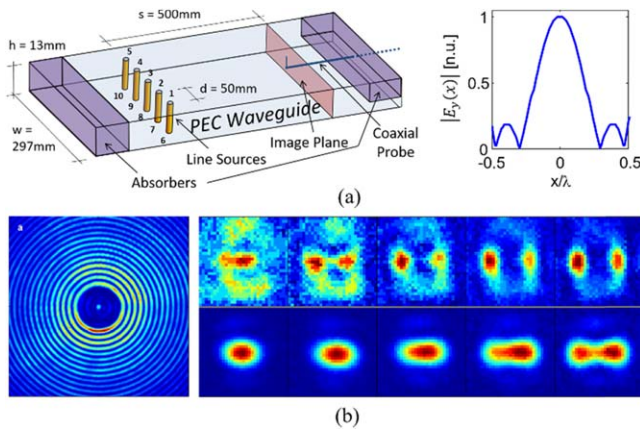 s = 500mm
h = 13mm
5
4
3
2
1
d = 50mm
10
9
8
7
6
w =
297mm
PEC Waveguide
Absorbers
Line Sources
Image Plane
Coaxial
Probe
|E_y(x)| [n.u.]
1
0.5
0
-0.5
0
0.5
x/λ
(a)
a
(b)